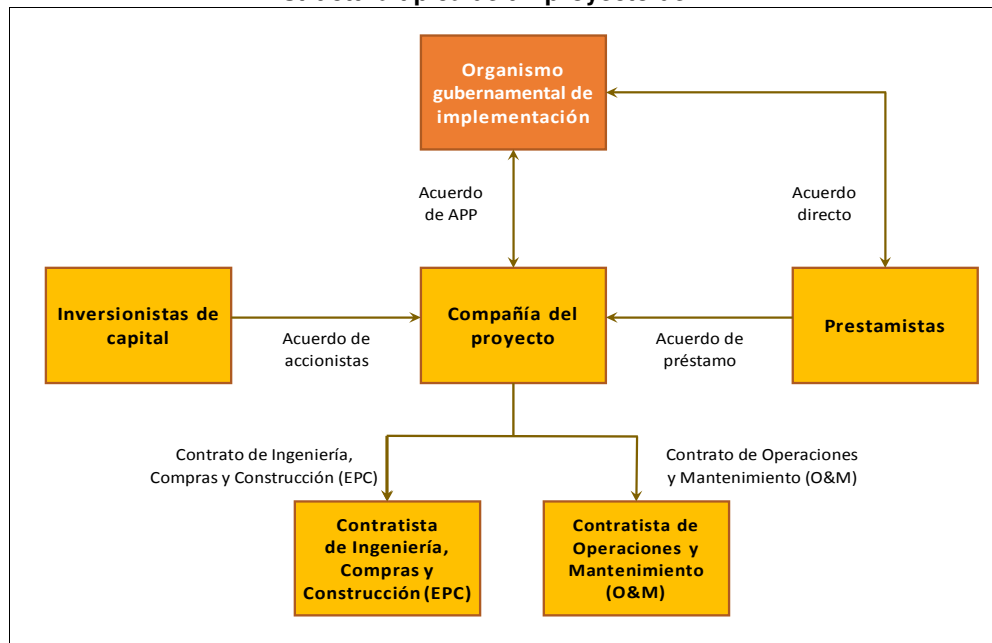 Organismo
gubernamental de
implementación
Acuerdo
de APP
Acuerdo
directo
Inversionistas de
capital
Acuerdo de
accionistas
Compañía del
proyecto
Acuerdo de
préstamo
Prestamistas
Contrato de Ingeniería,
Compras y Construcción (EPC)
Contrato de Operaciones
y Mantenimiento (O&M)
Contratista
de Ingeniería,
Compras y
Construcción (EPC)
Contratista de
Operaciones y
Mantenimiento
(O&M)